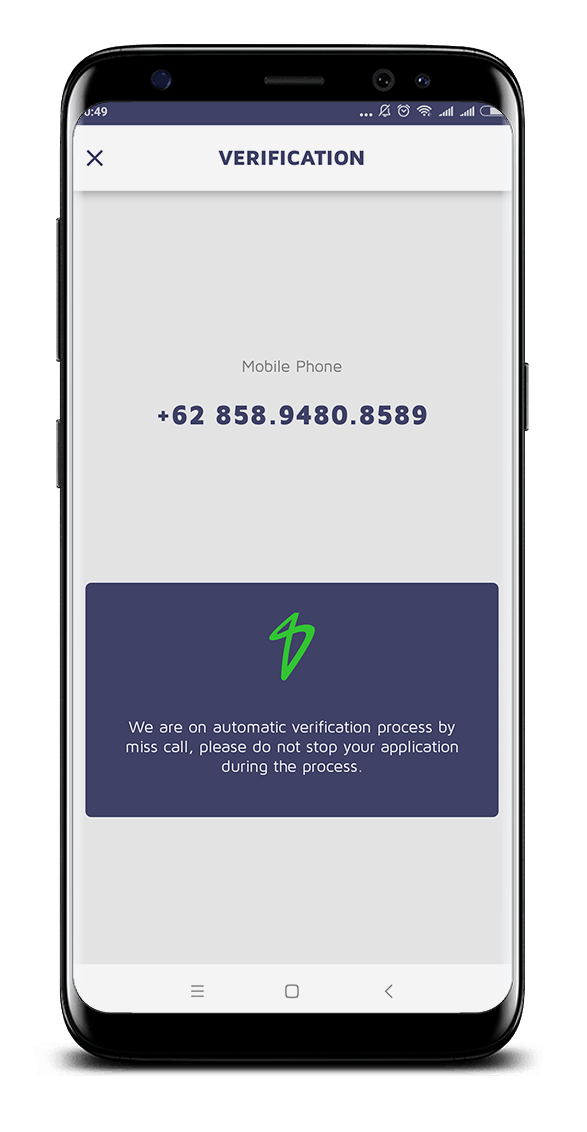 VERIFICATION
Mobile Phone
+62 858.9480.8589
We are on automatic verification process by
miss call, please do not stop your application
during the process.